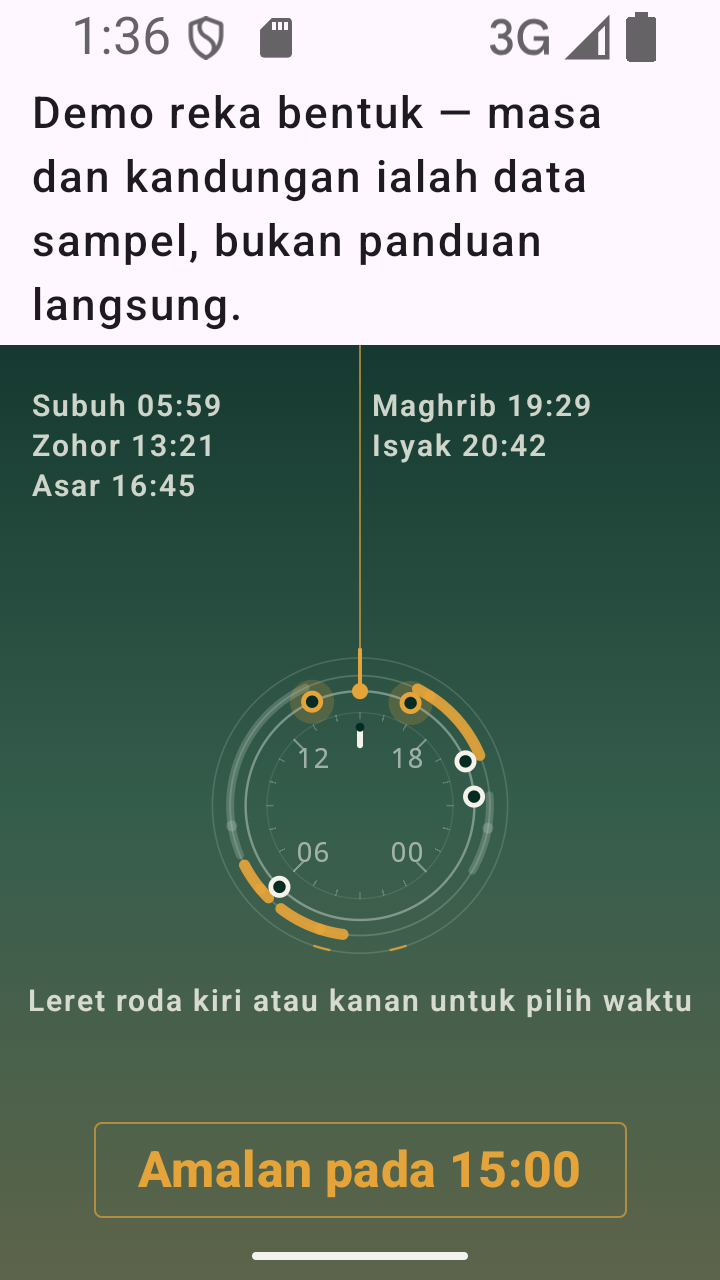 1:36
3G
Demo reka bentuk — masa
dan kandungan ialah data
sampel, bukan panduan
langsung.
Subuh 05:59
Zohor 13:21
Asar 16:45
Maghrib 19:29
Isyak 20:42
12
18
06
00
Leret roda kiri atau kanan untuk pilih waktu
Amalan pada 15:00